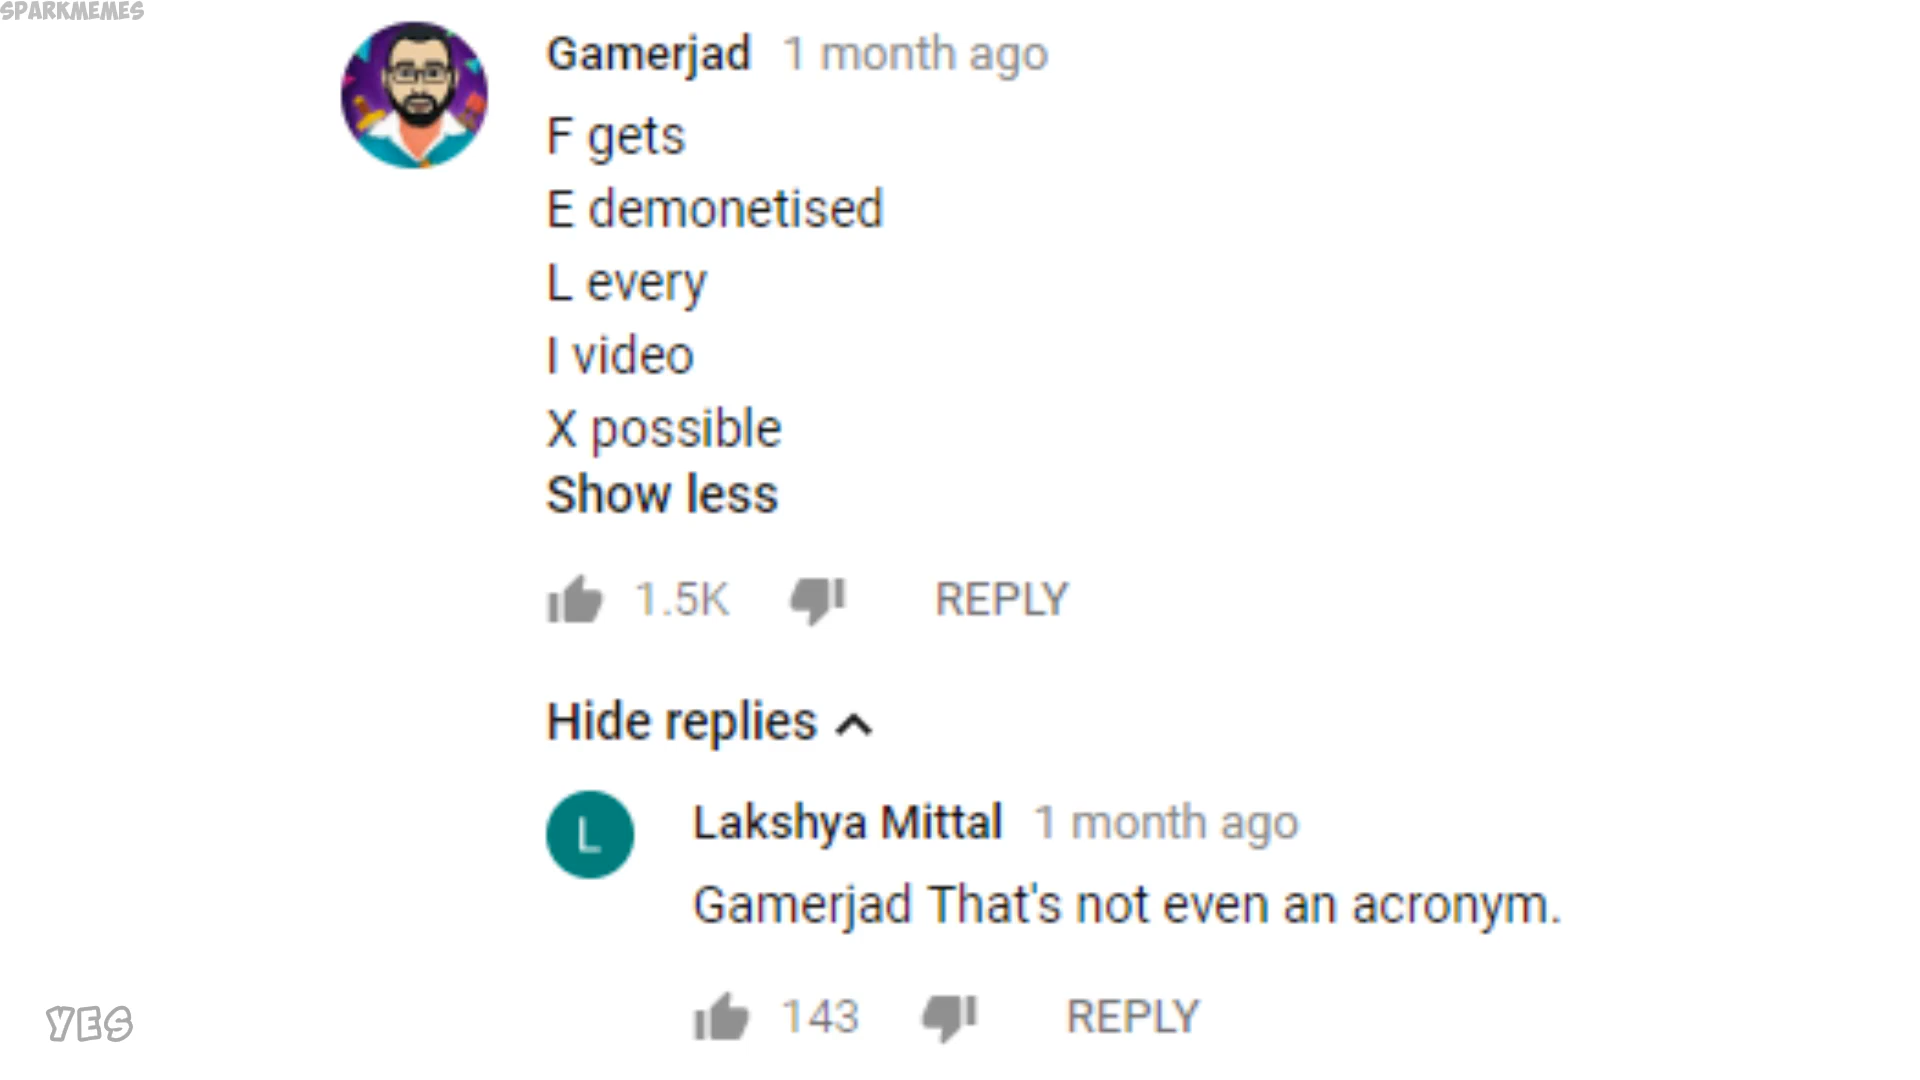 SPARKMEMES
Gamerjad 1 month ago
F gets
E demonetised
L every
I video
X possible
Show less
1.5K REPLY
Hide replies
L
Lakshya Mittal 1 month ago
Gamerjad That's not even an acronym.
143 REPLY
YES